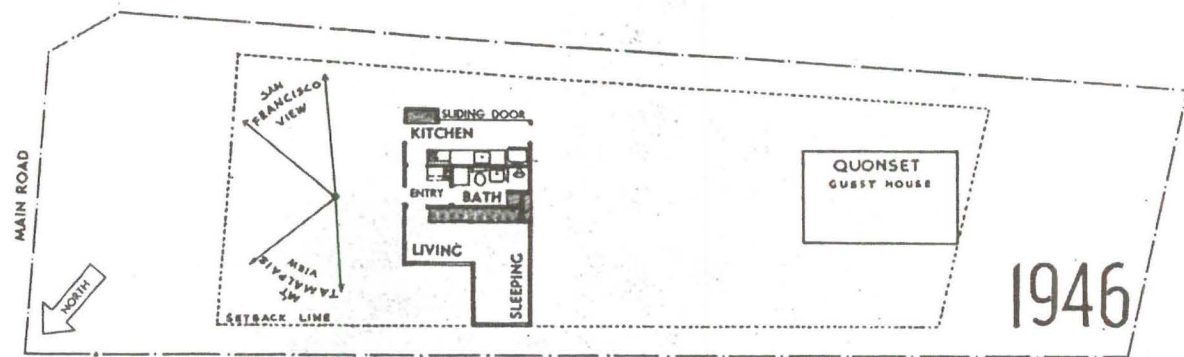 MAIN ROAD
NORTH
SAN
FRANCISCO
VIEW
MT.
TAMALPAIS
VIEW
SETBACK LINE
SLIDING DOOR
KITCHEN
ENTRY
BATH
LIVING
SLEEPING
QUONSET
GUEST HOUSE
1946